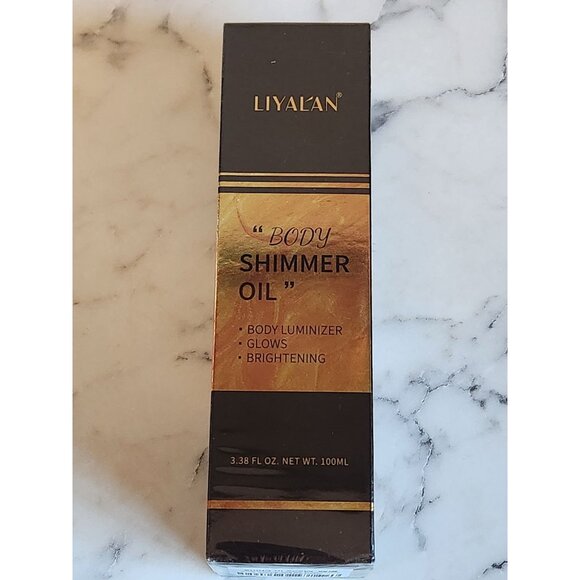 LIYALAN®
“ BODY
SHIMMER
OIL ”
• BODY LUMINIZER
• GLOWS
• BRIGHTENING
3.38 FL OZ. NET WT. 100ML